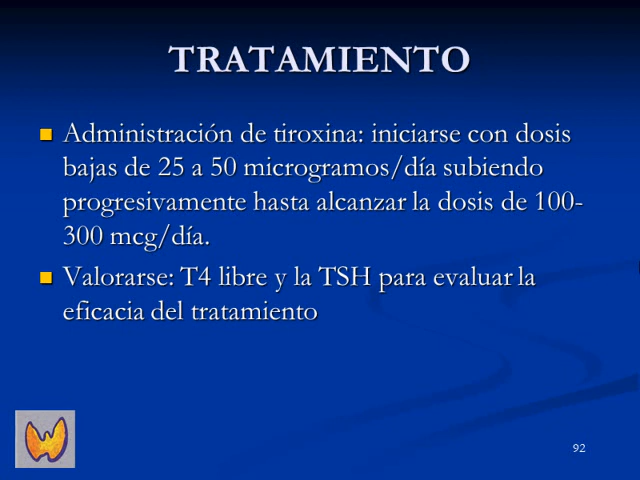 TRATAMIENTO
Administración de tiroxina: iniciarse con dosis
bajas de 25 a 50 microgramos/día subiendo
progresivamente hasta alcanzar la dosis de 100-
300 mcg/día.
Valorarse: T4 libre y la TSH para evaluar la
eficacia del tratamiento
92